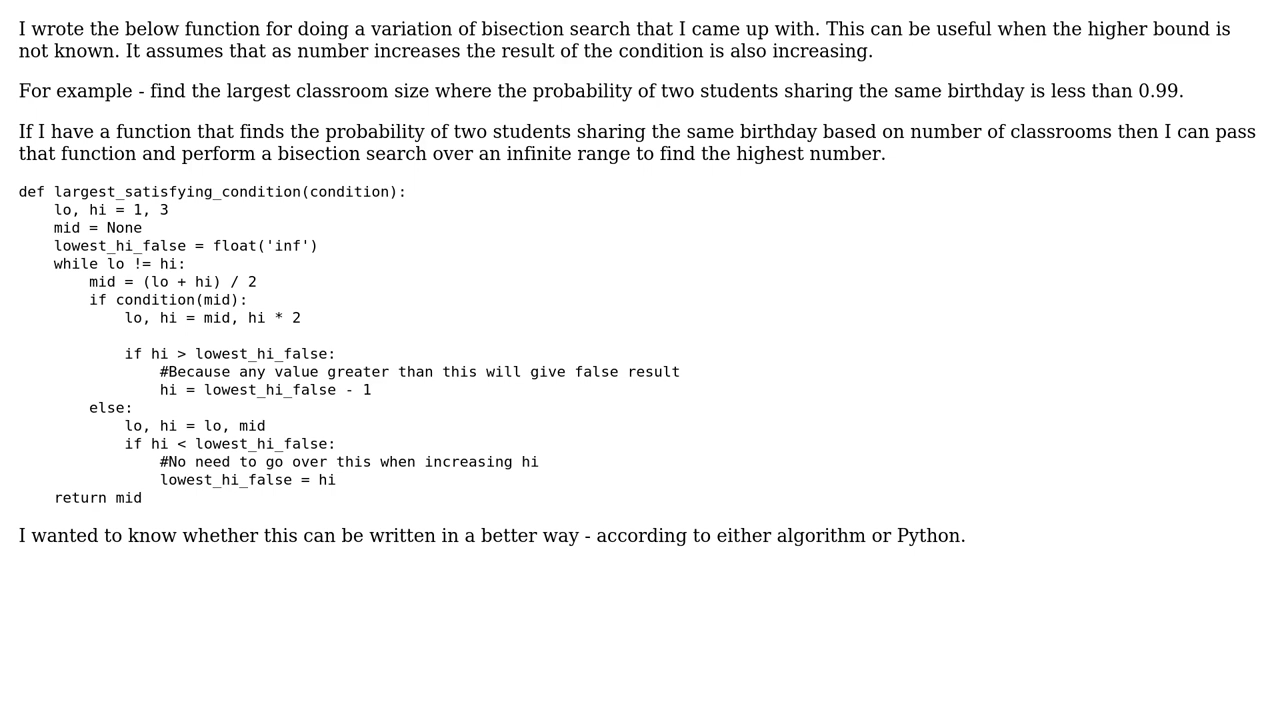 I wrote the below function for doing a variation of bisection search that I came up with. This can be useful when the higher bound is
not known. It assumes that as number increases the result of the condition is also increasing.
For example - find the largest classroom size where the probability of two students sharing the same birthday is less than 0.99.
If I have a function that finds the probability of two students sharing the same birthday based on number of classrooms then I can pass
that function and perform a bisection search over an infinite range to find the highest number.
def largest_satisfying_condition(condition):
    lo, hi = 1, 3
    mid = None
    lowest_hi_false = float('inf')
    while lo != hi:
        mid = (lo + hi) / 2
        if condition(mid):
            lo, hi = mid, hi * 2

            if hi > lowest_hi_false:
                #Because any value greater than this will give false result
                hi = lowest_hi_false - 1
        else:
            lo, hi = lo, mid
            if hi < lowest_hi_false:
                #No need to go over this when increasing hi
                lowest_hi_false = hi
    return mid
I wanted to know whether this can be written in a better way - according to either algorithm or Python.